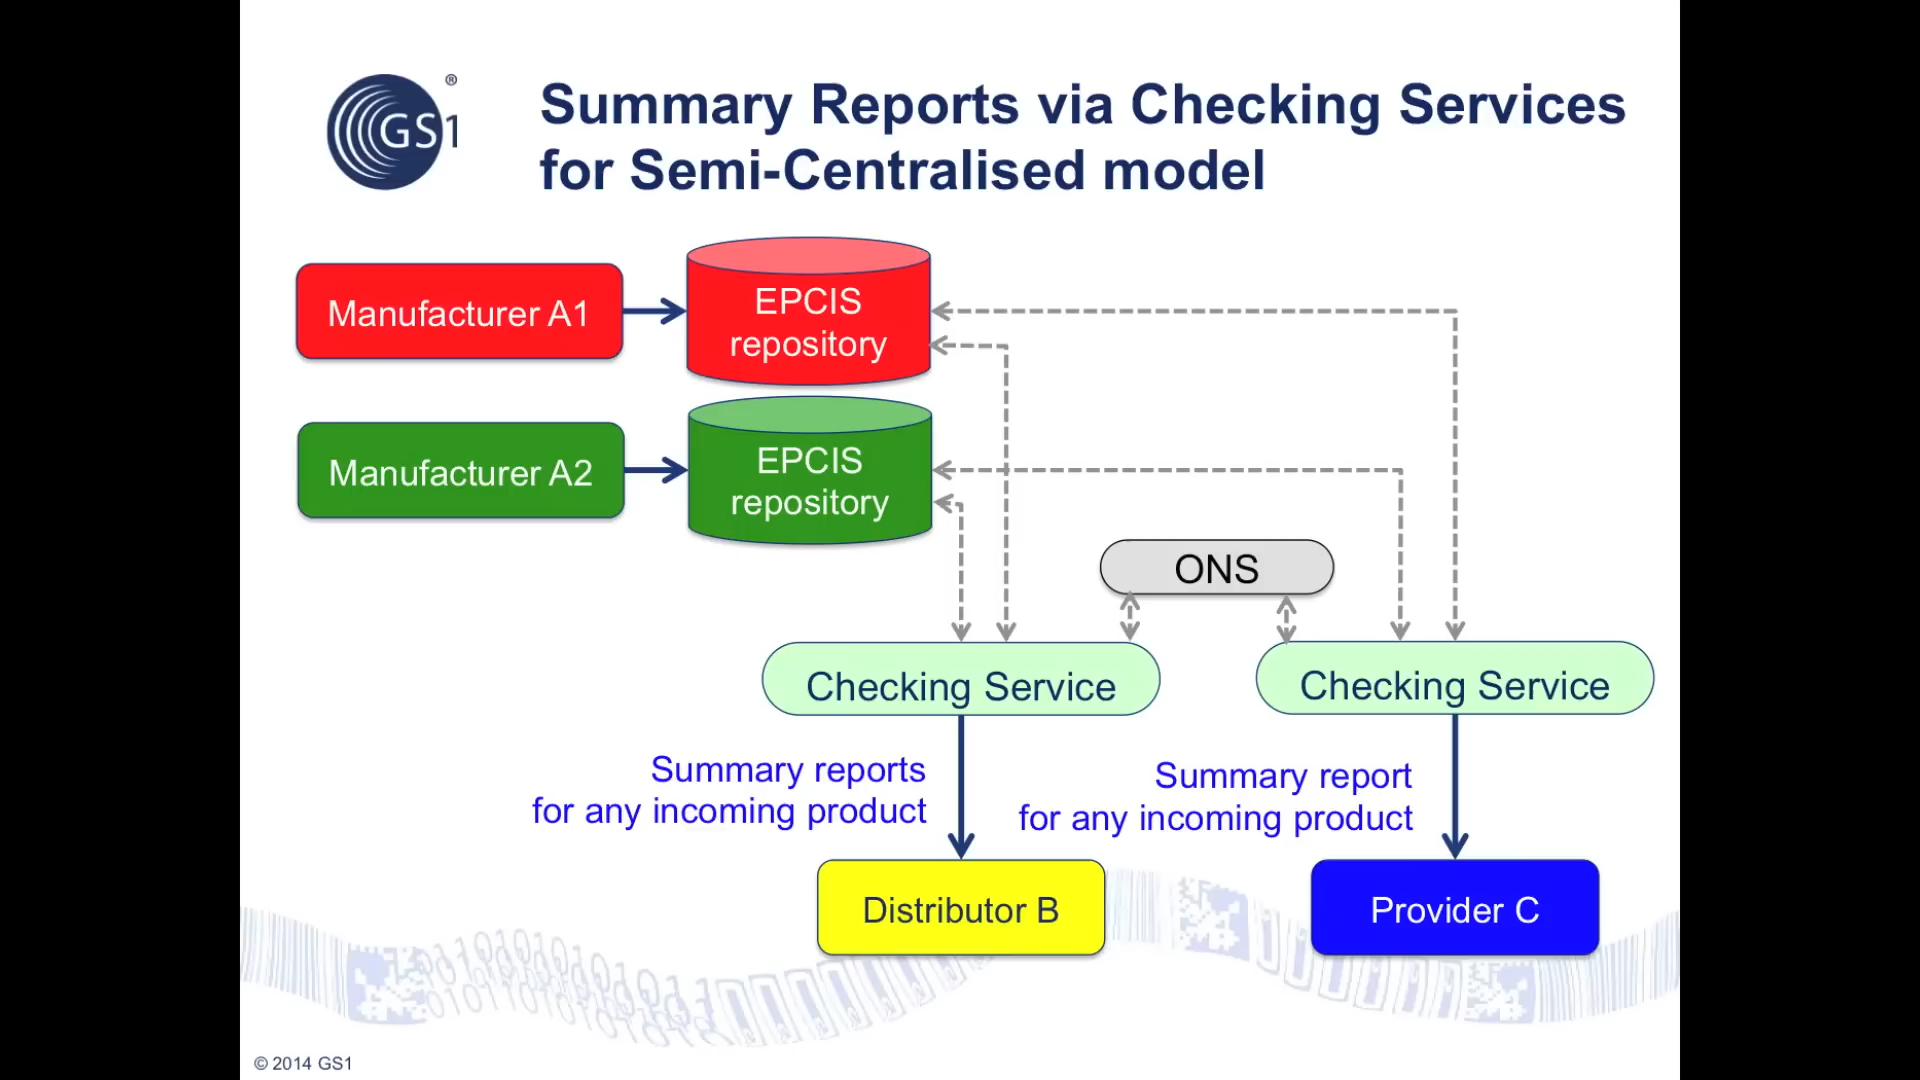 GS1
®
Summary Reports via Checking Services
for Semi-Centralised model
Manufacturer A1
EPCIS
repository
Manufacturer A2
EPCIS
repository
ONS
Checking Service
Checking Service
Summary reports
for any incoming product
Summary report
for any incoming product
Distributor B
Provider C
© 2014 GS1